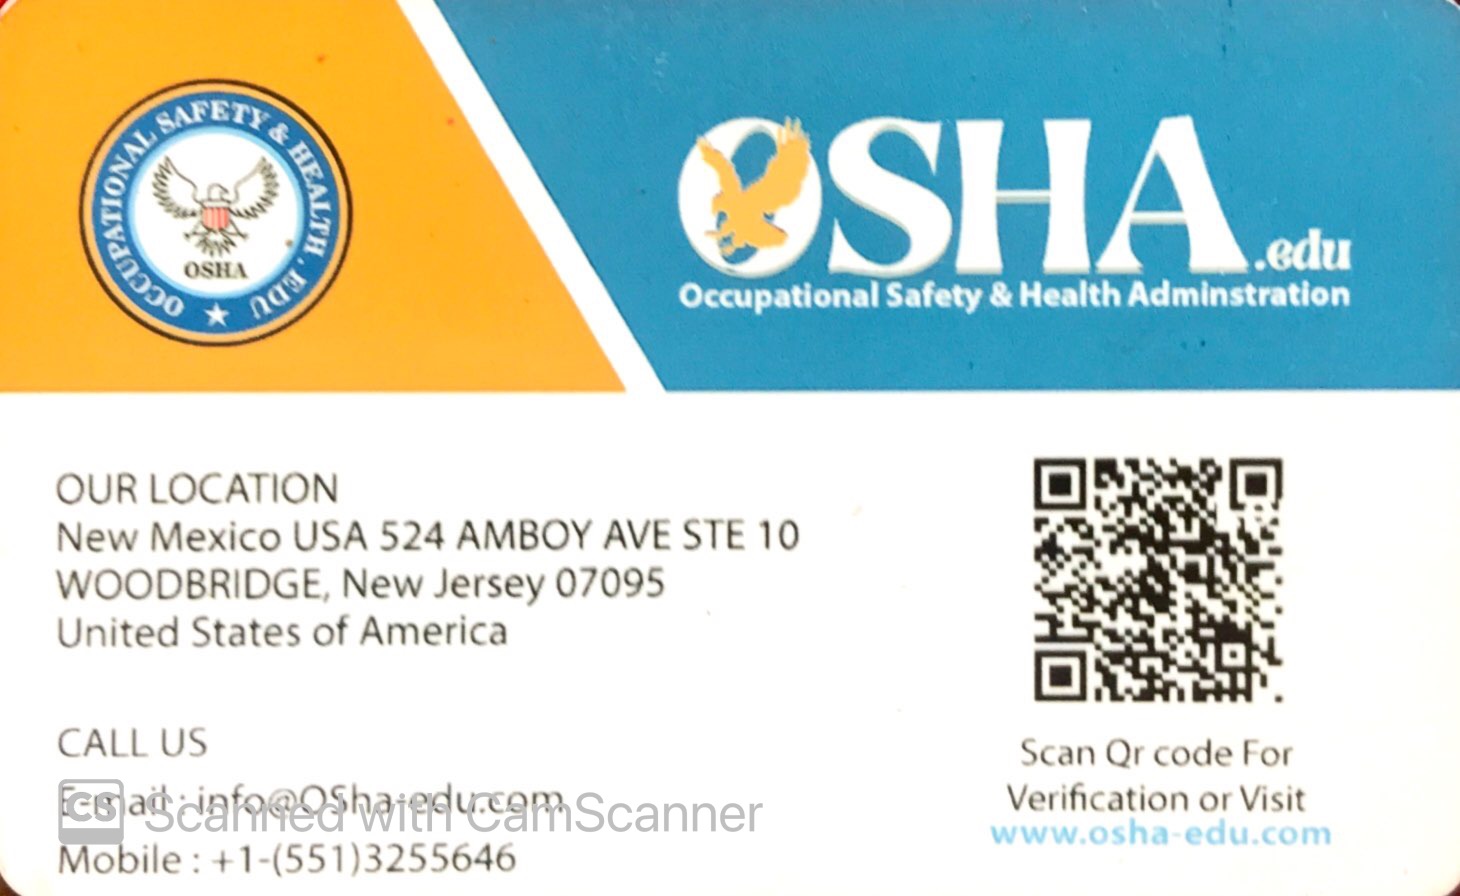 OCCUPATIONAL SAFETY & HEALTH . EDU
OSHA
OSHA.edu
Occupational Safety & Health Adminstration
OUR LOCATION
New Mexico USA 524 AMBOY AVE STE 10
WOODBRIDGE, New Jersey 07095
United States of America
CALL US
E-mail : info@OSha-edu.com
CS Scanned with CamScanner
Mobile : +1-(551)3255646
Scan Qr code For
Verification or Visit
www.osha-edu.com